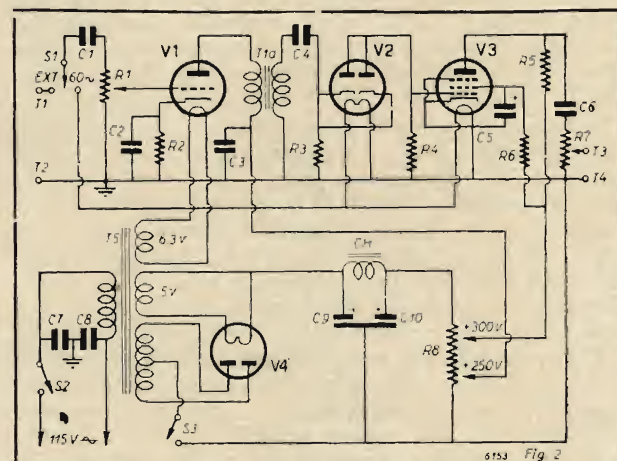 C1
V1
T1a
C4
V2
V3
S1
EXT
60~
R1
R5
C6
T1
C2
R2
C3
R3
R4
C5
R6
R7
T3
T2
T4
T5
6.3V
5V
CH
C7
C8
C9
C10
+300V
R8
+250V
V4
S2
S3
115V~
6153 Fig 2